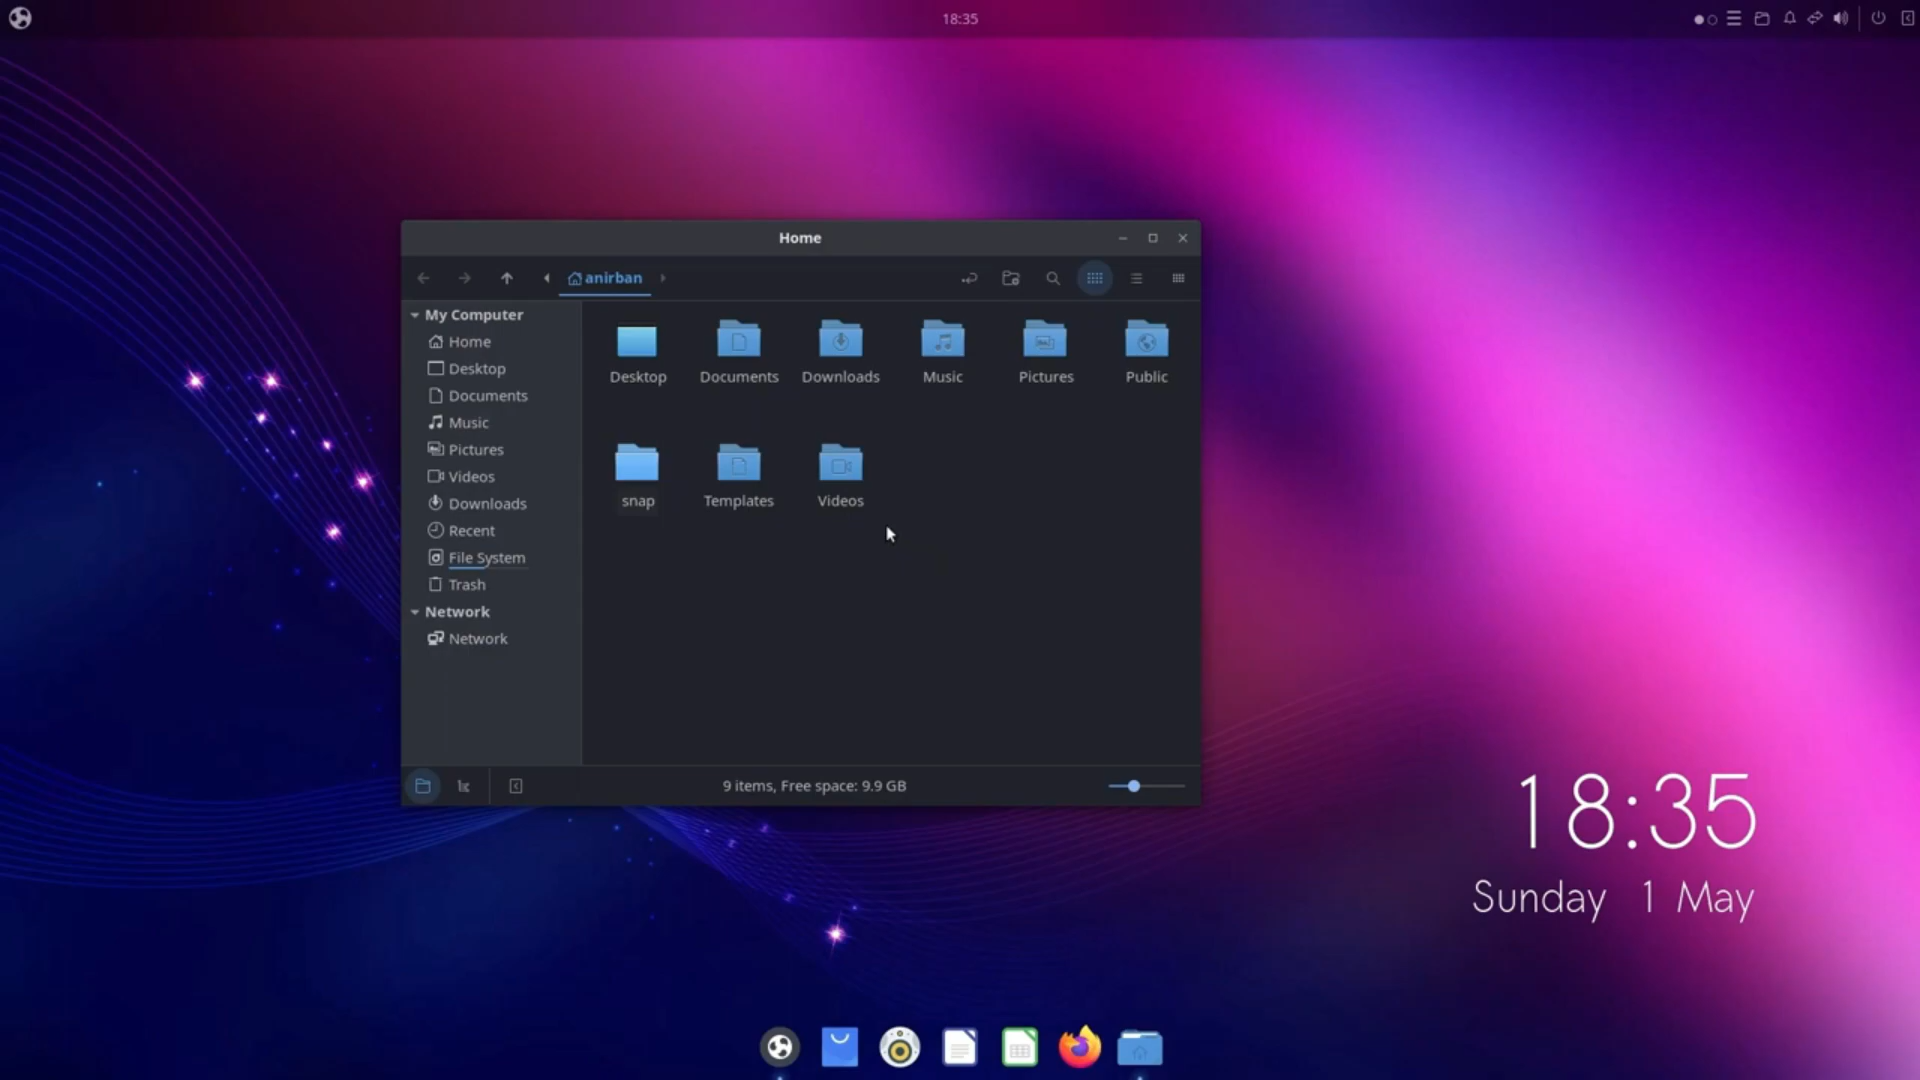 18:35
Home
anirban
My Computer
Home
Desktop
Documents
Music
Pictures
Videos
Downloads
Recent
File System
Trash
Network
Network
Desktop Documents Downloads Music Pictures Public
snap Templates Videos
9 items, Free space: 9.9 GB
18:35
Sunday 1 May